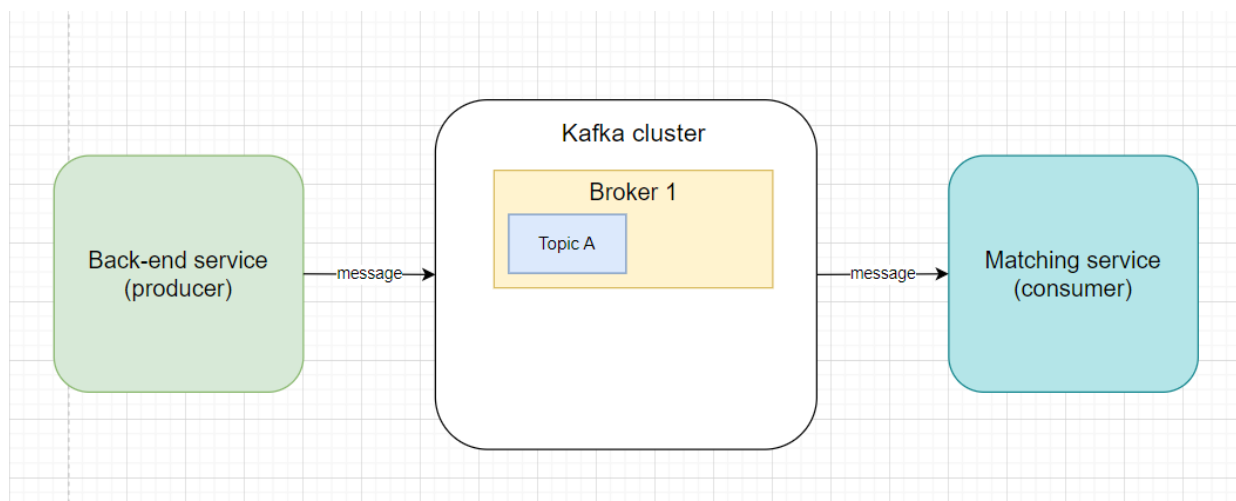 Kafka cluster
Broker 1
Topic A
Back-end service
(producer)
message
message
Matching service
(consumer)